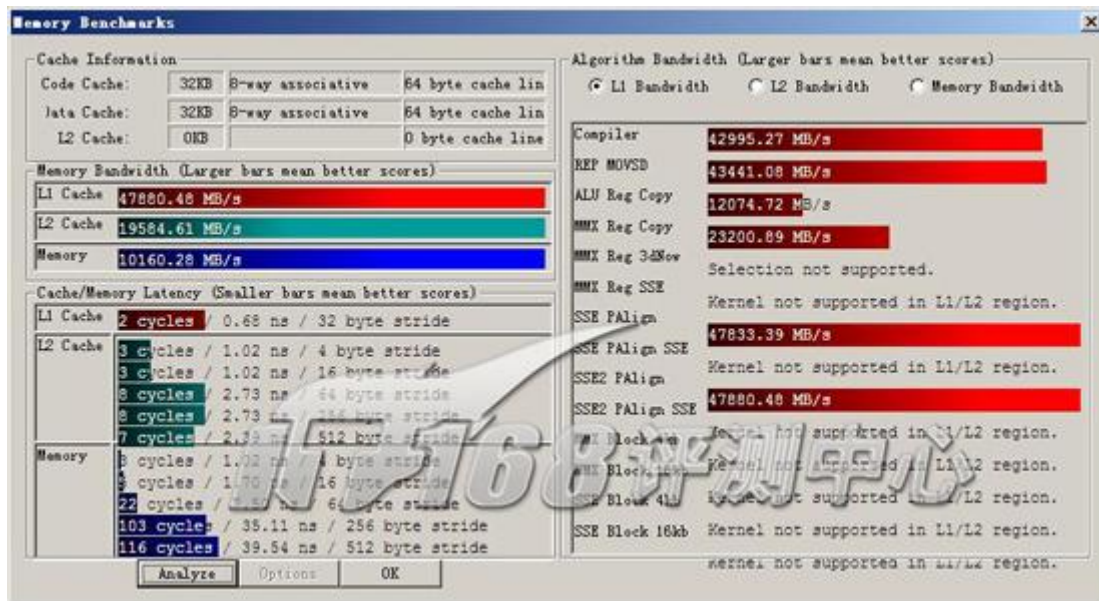 Memory Benchmarks
Cache Information
Code Cache: 32KB 8-way associative 64 byte cache lin
Data Cache: 32KB 8-way associative 64 byte cache lin
L2 Cache: 0KB 0 byte cache line
Memory Bandwidth (Larger bars mean better scores)
L1 Cache 47880.48 MB/s
L2 Cache 19584.61 MB/s
Memory 10160.28 MB/s
Cache/Memory Latency (Smaller bars mean better scores)
L1 Cache 2 cycles / 0.68 ns / 32 byte stride
L2 Cache 3 cycles / 1.02 ns / 4 byte stride
3 cycles / 1.02 ns / 16 byte stride
8 cycles / 2.73 ns / 64 byte stride
8 cycles / 2.73 ns / 256 byte stride
7 cycles / 2.39 ns / 512 byte stride
Memory 3 cycles / 1.02 ns / 4 byte stride
5 cycles / 1.70 ns / 16 byte stride
22 cycles / 7.50 ns / 64 byte stride
103 cycles / 35.11 ns / 256 byte stride
116 cycles / 39.54 ns / 512 byte stride
Analyze Options OK
Algorithm Bandwidth (Larger bars mean better scores)
L1 Bandwidth L2 Bandwidth Memory Bandwidth
Compiler 42995.27 MB/s
REP MOVSD 43441.08 MB/s
ALU Reg Copy 12074.72 MB/s
MMX Reg Copy 23200.89 MB/s
MMX Reg 3dNow Selection not supported.
MMX Reg SSE Kernel not supported in L1/L2 region.
SSE PAlign 47833.39 MB/s
SSE PAlign SSE Kernel not supported in L1/L2 region.
SSE2 PAlign 47880.48 MB/s
SSE2 PAlign SSE Kernel not supported in L1/L2 region.
MMX Block 4kb Kernel not supported in L1/L2 region.
MMX Block 16kb Kernel not supported in L1/L2 region.
SSE Block 4kb Kernel not supported in L1/L2 region.
SSE Block 16kb Kernel not supported in L1/L2 region.
IT168评测中心